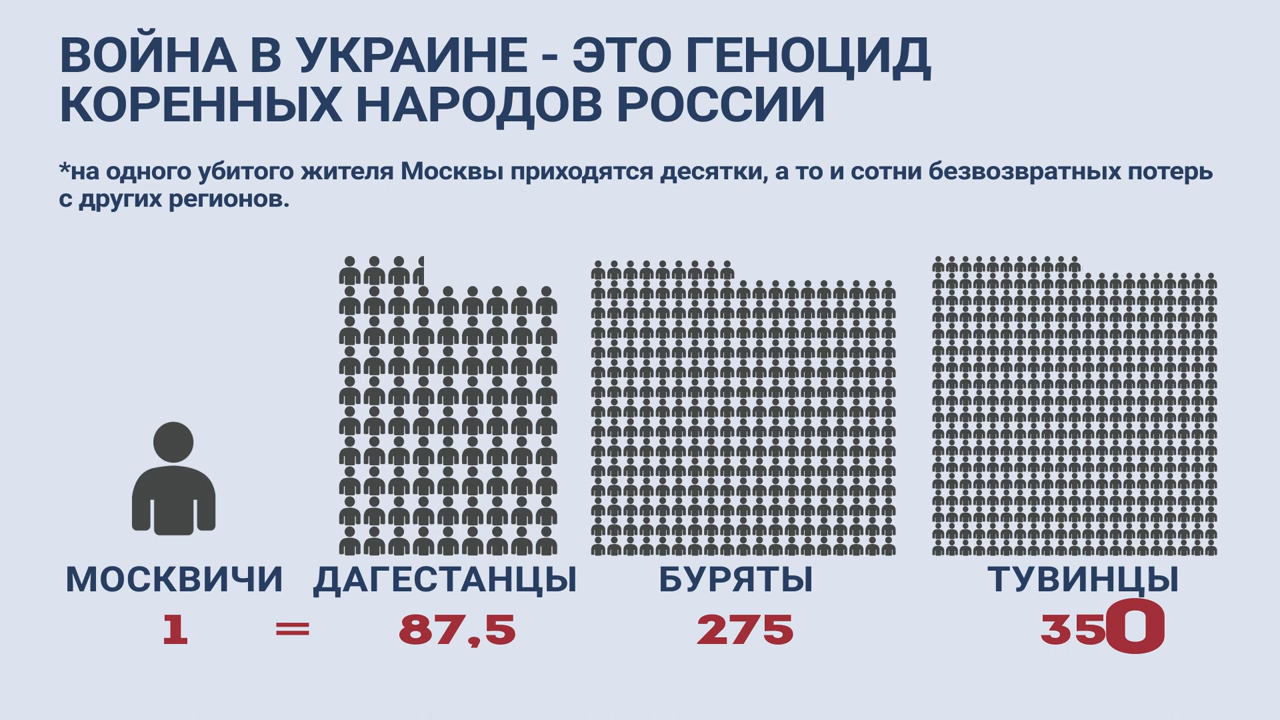 ВОЙНА В УКРАИНЕ - ЭТО ГЕНОЦИД
КОРЕННЫХ НАРОДОВ РОССИИ
*на одного убитого жителя Москвы приходятся десятки, а то и сотни безвозвратных потерь
с других регионов.
МОСКВИЧИ ДАГЕСТАНЦЫ БУРЯТЫ ТУВИНЦЫ
1 = 87,5 275 350